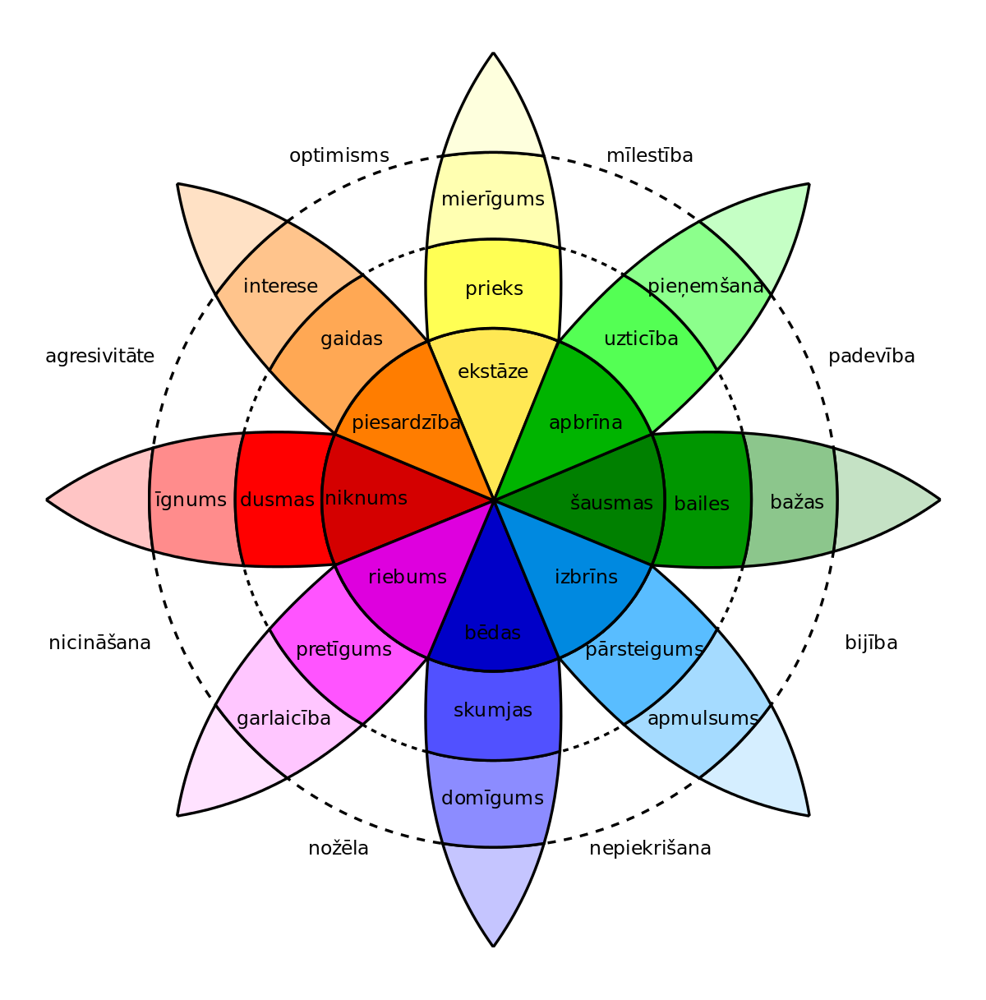 optimisms
mīlestība
mierīgums
interese
prieks
pieņemšana
gaidas
uzticība
agresivitāte
padevība
ekstāze
piesardzība
apbrīna
īgnums
dusmas
niknums
šausmas
bailes
bažas
riebums
izbrīns
bēdas
nicināšana
bijība
pretīgums
pārsteigums
skumjas
garlaicība
apmulsums
domīgums
nožēla
nepiekrišana